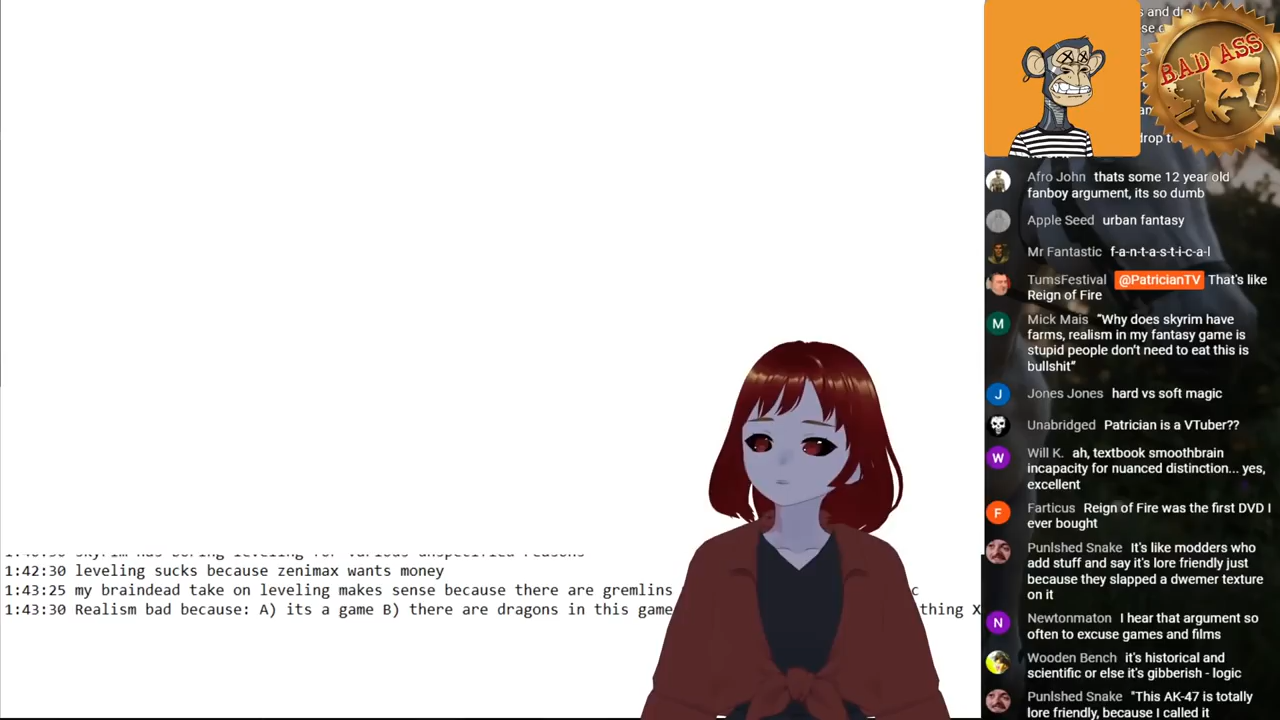 BAD ASS
Afro John thats some 12 year old
fanboy argument, its so dumb
Apple Seed urban fantasy
Mr Fantastic f-a-n-t-a-s-t-i-c-a-l
TumsFestival @PatricianTV That's like
Reign of Fire
M
Mick Mais “Why does skyrim have
farms, realism in my fantasy game is
stupid people don’t need to eat this is
bullshit“
J
Jones Jones hard vs soft magic
Unabridged Patrician is a VTuber??
W
Will K. ah, textbook smoothbrain
incapacity for nuanced distinction... yes,
excellent
F
Farticus Reign of Fire was the first DVD I
ever bought
Punlshed Snake It's like modders who
add stuff and say it's lore friendly just
because they slapped a dwemer texture
on it
N
Newtonmaton I hear that argument so
often to excuse games and films
Wooden Bench it's historical and
scientific or else it's gibberish - logic
Punlshed Snake "This AK-47 is totally
lore friendly, because I called it
skyrim has boring leveling for various unspecified reasons
1:42:30 leveling sucks because zenimax wants money
1:43:25 my braindead take on leveling makes sense because there are gremlins
1:43:30 Realism bad because: A) its a game B) there are dragons in this game thing X